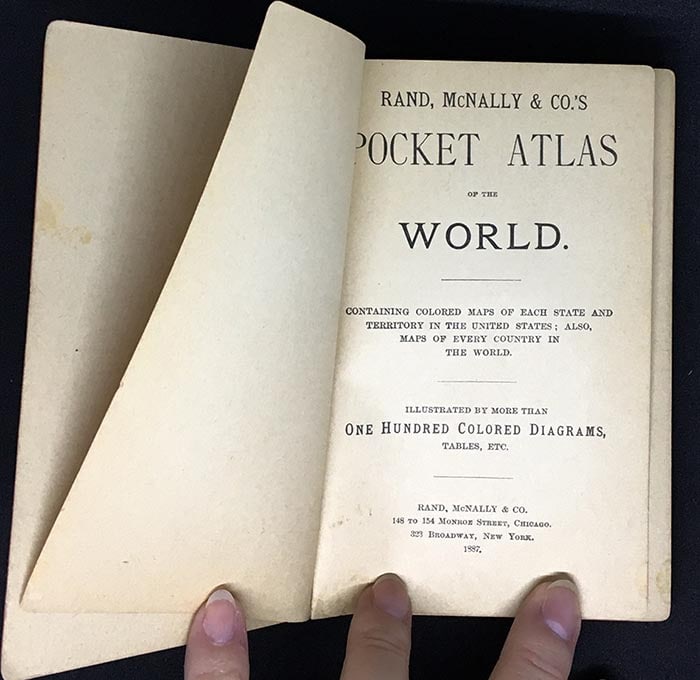 RAND, McNALLY & CO.'S
POCKET ATLAS
OF THE
WORLD.
CONTAINING COLORED MAPS OF EACH STATE AND
TERRITORY IN THE UNITED STATES; ALSO,
MAPS OF EVERY COUNTRY IN
THE WORLD.
ILLUSTRATED BY MORE THAN
ONE HUNDRED COLORED DIAGRAMS,
TABLES, ETC.
RAND, McNALLY & CO.
148 TO 154 MONROE STREET, CHICAGO.
323 BROADWAY, NEW YORK.
1887.